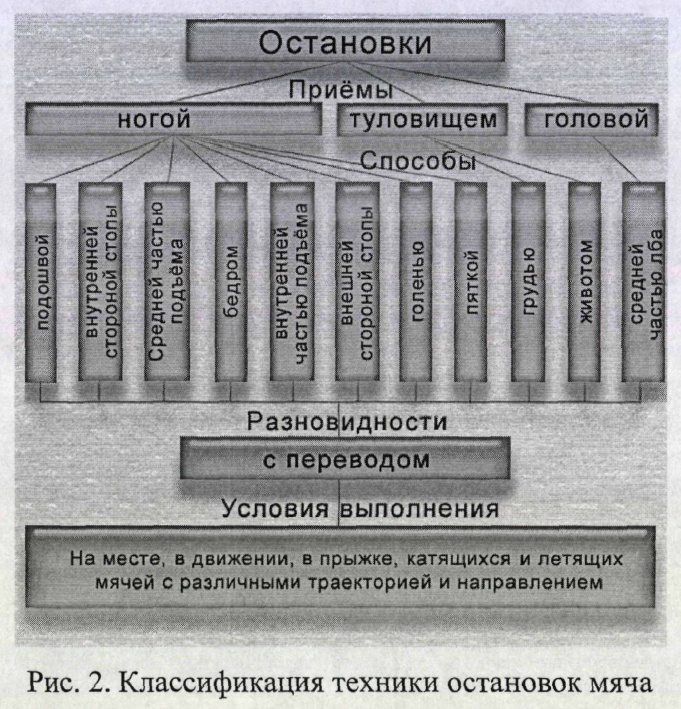 Остановки
Приёмы
ногой
туловищем
головой
Способы
подошвой
внутренней
стороной стопы
Средней частью
подъёма
бедром
внутренней
частью подъёма
внешней
стороной стопы
голенью
пяткой
грудью
животом
средней
частью лба
Разновидности
с переводом
Условия выполнения
На месте, в движении, в прыжке, катящихся и летящих
мячей с различными траекторией и направлением
Рис. 2. Классификация техники остановок мяча